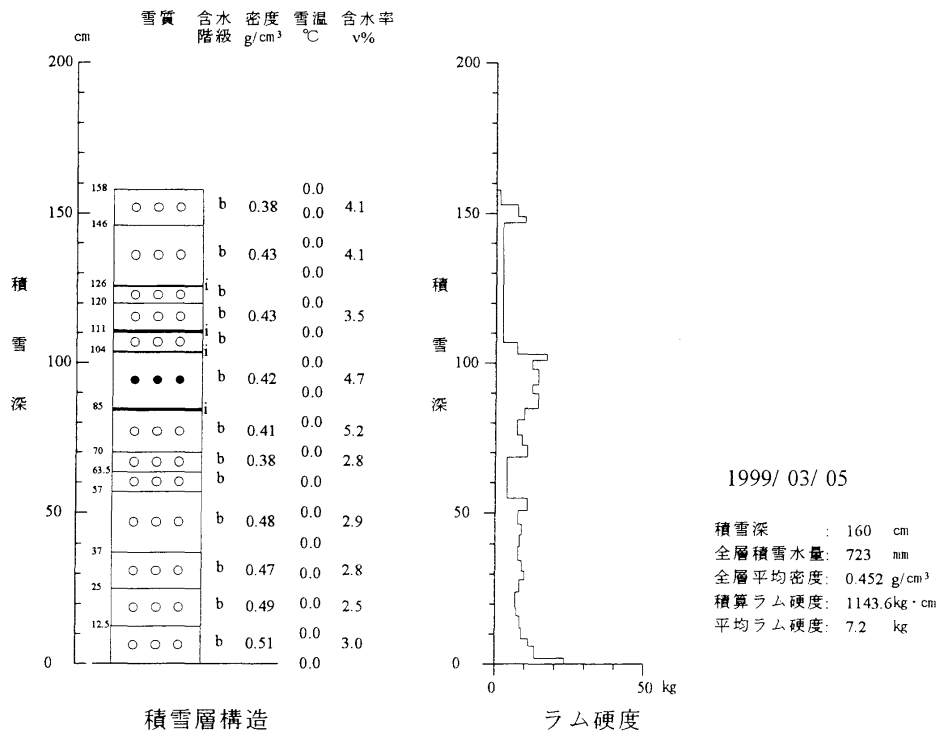 雪質 含水 密度 雪温 含水率
cm 階級 g/cm³ ℃ v%
200
158 0.0
b 0.38 4.1
150 0.0
146
0.0
b 0.43 4.1
0.0
126 i
b
120 0.0
b 0.43 3.5
111 i
0.0
b
104 i
100 0.0
b 0.42 4.7
0.0
85 i
0.0
b 0.41 5.2
70 0.0
b 0.38 2.8
63.5
b 0.0
57
50 0.0
b 0.48 2.9
0.0
37
b 0.47 2.8
0.0
25
b 0.49 2.5
0.0
12.5
0.0
b 0.51 3.0
0 0.0
積
雪
深
積雪層構造
200
150
100
50
0
積
雪
深
0 50 kg
ラム硬度
1999/ 03/ 05
積雪深 : 160 cm
全層積雪水量: 723 mm
全層平均密度: 0.452 g/cm³
積算ラム硬度: 1143.6kg・cm
平均ラム硬度: 7.2 kg